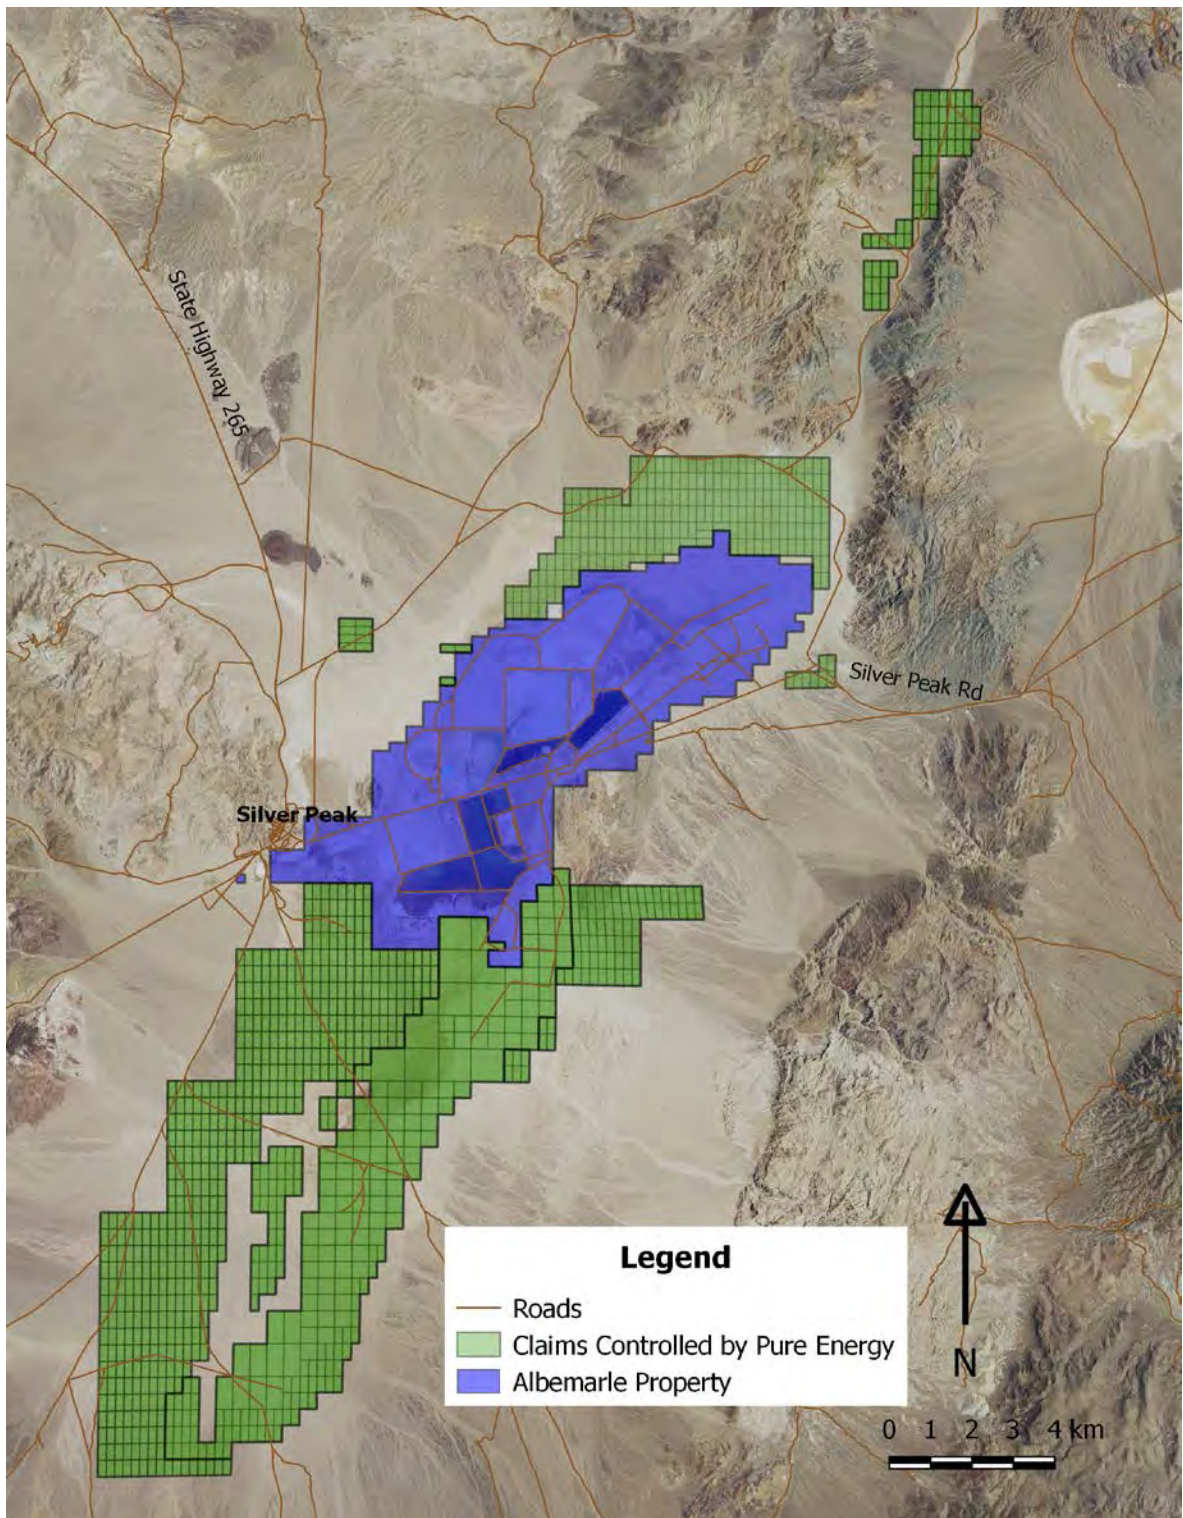 State Highway 265
Silver Peak Rd
Silver Peak
Legend
Roads
Claims Controlled by Pure Energy
Albemarle Property
N
0 1 2 3 4 km